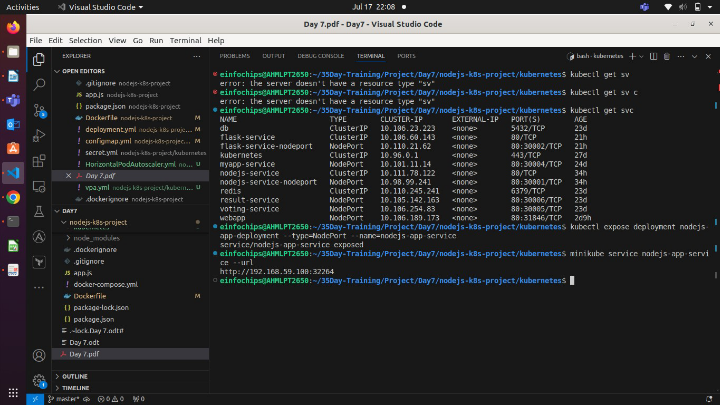 Activities
Visual Studio Code
Jul 17 22:08
Day 7.pdf - Day7 - Visual Studio Code
File Edit Selection View Go Run Terminal Help
EXPLORER
OPEN EDITORS
.gitignore nodejs-k8s-project
app.js nodejs-k8s-project
package.json nodejs-k8s-project
Dockerfile nodejs-k8s-project M
deployment.yml nodejs-k8s-pro... M
configmap.yml nodejs-k8s-proj... M
secret.yml nodejs-k8s-project/kubernetes
HorizontalPodAutoscaler.yml no... U
Day 7.pdf
vpa.yml nodejs-k8s-project/kubern... U
.dockerignore nodejs-k8s-project
DAY7
nodejs-k8s-project
node_modules
.dockerignore
.gitignore
app.js
docker-compose.yml
Dockerfile M
package-lock.json
package.json
.~lock.Day 7.odt#
Day 7.odt
Day 7.pdf
OUTLINE
TIMELINE
PROBLEMS OUTPUT DEBUG CONSOLE TERMINAL PORTS
bash - kubernetes
einfochips@AHMLPT2650:~/35Day-Training/Project/Day7/nodejs-k8s-project/kubernetes$ kubectl get sv
error: the server doesn't have a resource type "sv"
einfochips@AHMLPT2650:~/35Day-Training/Project/Day7/nodejs-k8s-project/kubernetes$ kubectl get sv c
error: the server doesn't have a resource type "sv"
einfochips@AHMLPT2650:~/35Day-Training/Project/Day7/nodejs-k8s-project/kubernetes$ kubectl get svc
NAME TYPE CLUSTER-IP EXTERNAL-IP PORT(S) AGE
db ClusterIP 10.106.23.223 <none> 5432/TCP 23d
flask-service ClusterIP 10.106.60.143 <none> 80/TCP 21h
flask-service-nodeport NodePort 10.110.21.62 <none> 80:30002/TCP 21h
kubernetes ClusterIP 10.96.0.1 <none> 443/TCP 27d
myapp-service NodePort 10.101.11.14 <none> 80:30004/TCP 24d
nodejs-service ClusterIP 10.111.78.122 <none> 80/TCP 34h
nodejs-service-nodeport NodePort 10.98.99.241 <none> 80:30001/TCP 34h
redis ClusterIP 10.110.245.241 <none> 6379/TCP 23d
result-service NodePort 10.105.142.163 <none> 80:30006/TCP 23d
voting-service NodePort 10.106.254.83 <none> 80:30005/TCP 23d
webapp NodePort 10.106.189.173 <none> 80:31846/TCP 2d9h
einfochips@AHMLPT2650:~/35Day-Training/Project/Day7/nodejs-k8s-project/kubernetes$ kubectl expose deployment nodejs-
app-deployment --type=NodePort --name=nodejs-app-service
service/nodejs-app-service exposed
einfochips@AHMLPT2650:~/35Day-Training/Project/Day7/nodejs-k8s-project/kubernetes$ minikube service nodejs-app-servi
ce --url
http://192.168.59.100:32264
einfochips@AHMLPT2650:~/35Day-Training/Project/Day7/nodejs-k8s-project/kubernetes$
master* 0 0 0